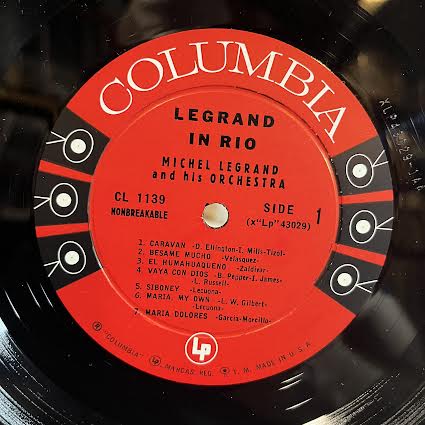 COLUMBIA
LEGRAND
IN RIO
MICHEL LEGRAND
and his ORCHESTRA
CL 1139
NONBREAKABLE
SIDE 1
(x"Lp" 43029)
1. CARAVAN -D. Ellington-I. Mills-Tizol-
2. BESAME MUCHO -Velasquez-
3. EL HUMAHUAQUENO -Zaldivar-
4. VAYA CON DIOS -B. Pepper-I. James-
L. Russell-
5. SIBONEY -Lecuona-
6. MARIA, MY OWN -L. W. Gilbert-
-Lecuona-
7. MARIA DOLORES -Garcia-Morcillo-
Lp
® "COLUMBIA" MARCAS REG. T. M. MADE IN U.S.A.